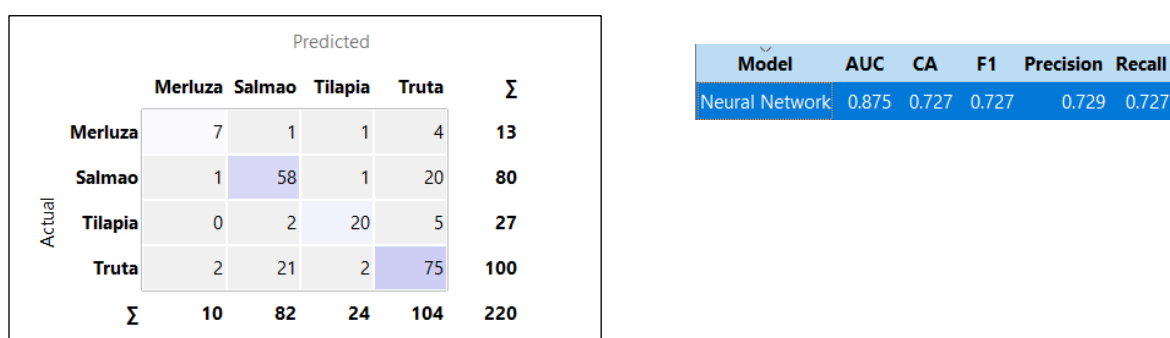 Predicted
Merluza Salmao Tilapia Truta Σ
Merluza 7 1 1 4 13
Salmao 1 58 1 20 80
Tilapia 0 2 20 5 27
Truta 2 21 2 75 100
Σ 10 82 24 104 220
Actual
Model AUC CA F1 Precision Recall
Neural Network 0.875 0.727 0.727 0.729 0.727